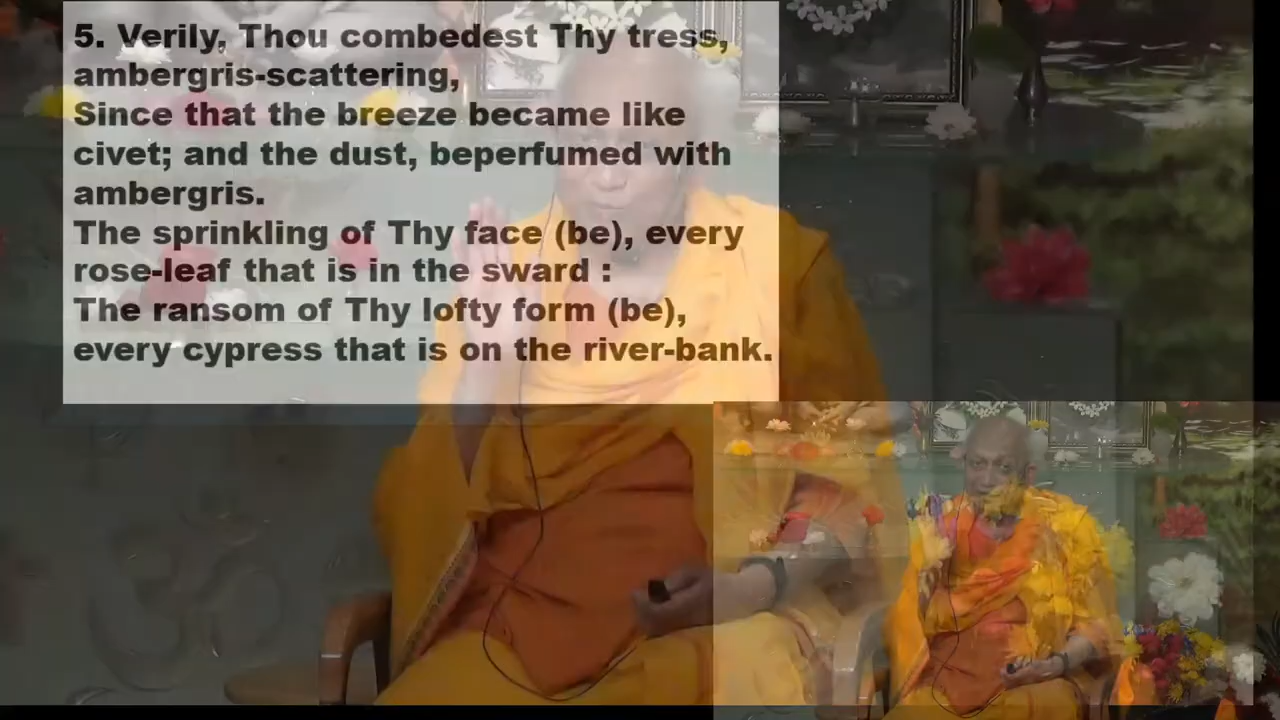 5. Verily, Thou combedest Thy tress,
ambergris-scattering,
Since that the breeze became like
civet; and the dust, beperfumed with
ambergris.
The sprinkling of Thy face (be), every
rose-leaf that is in the sward :
The ransom of Thy lofty form (be),
every cypress that is on the river-bank.